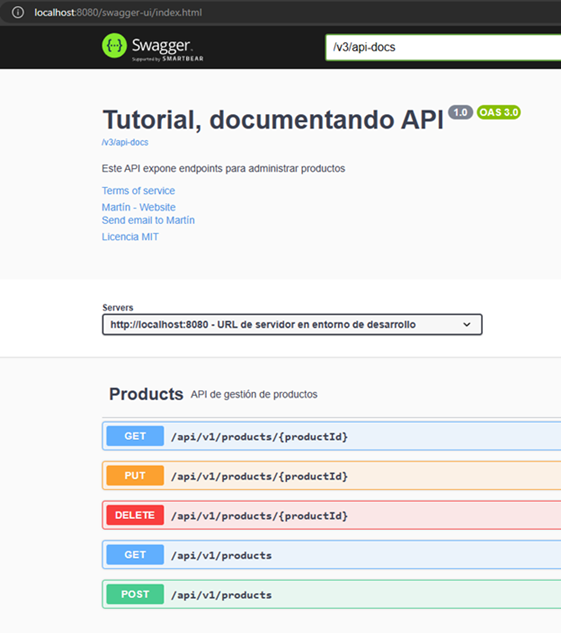 localhost:8080/swagger-ui/index.html
Swagger.
Supported by SMARTBEAR
/v3/api-docs
Tutorial, documentando API 1.0 OAS 3.0
/v3/api-docs
Este API expone endpoints para administrar productos
Terms of service
Martín - Website
Send email to Martín
Licencia MIT
Servers
http://localhost:8080 - URL de servidor en entorno de desarrollo
Products API de gestión de productos
GET /api/v1/products/{productId}
PUT /api/v1/products/{productId}
DELETE /api/v1/products/{productId}
GET /api/v1/products
POST /api/v1/products